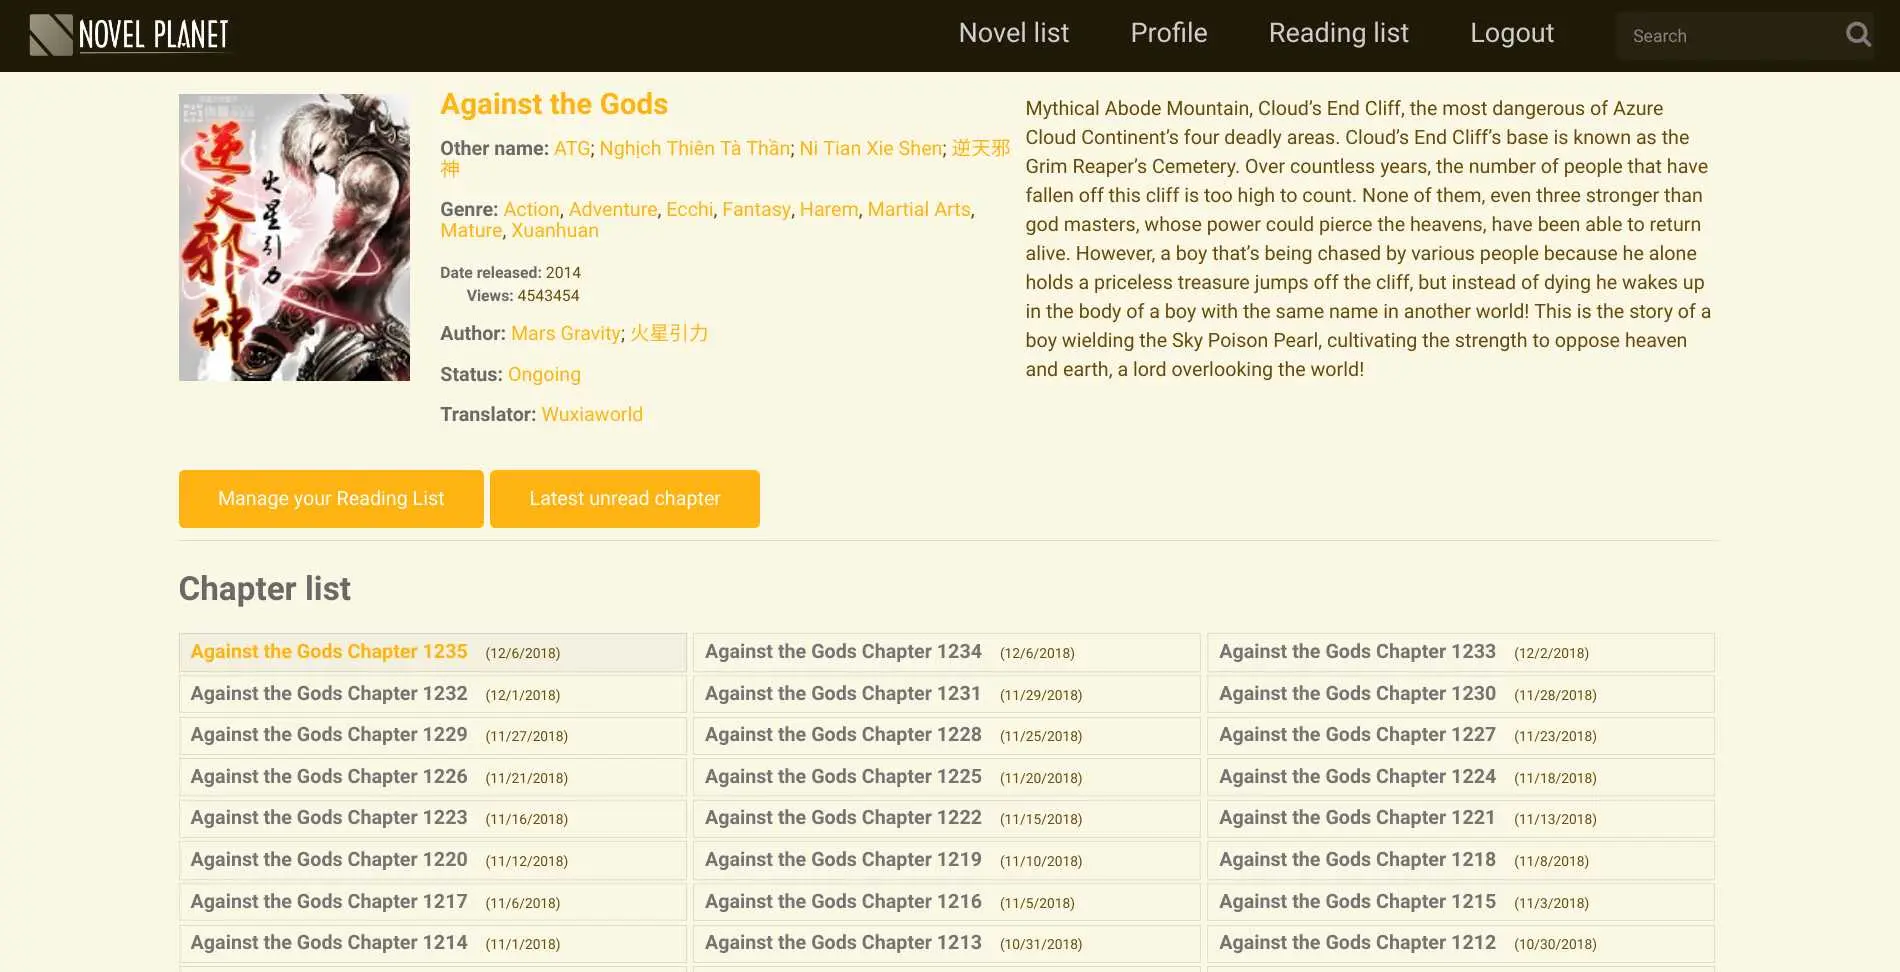 NOVEL PLANET
Novel list
Profile
Reading list
Logout
Search
逆天邪神
火星引力
Against the Gods
Other name: ATG; Nghịch Thiên Tà Thần; Ni Tian Xie Shen; 逆天邪
神
Genre: Action, Adventure, Ecchi, Fantasy, Harem, Martial Arts,
Mature, Xuanhuan
Date released: 2014
Views: 4543454
Author: Mars Gravity; 火星引力
Status: Ongoing
Translator: Wuxiaworld
Mythical Abode Mountain, Cloud’s End Cliff, the most dangerous of Azure
Cloud Continent’s four deadly areas. Cloud’s End Cliff’s base is known as the
Grim Reaper’s Cemetery. Over countless years, the number of people that have
fallen off this cliff is too high to count. None of them, even three stronger than
god masters, whose power could pierce the heavens, have been able to return
alive. However, a boy that’s being chased by various people because he alone
holds a priceless treasure jumps off the cliff, but instead of dying he wakes up
in the body of a boy with the same name in another world! This is the story of a
boy wielding the Sky Poison Pearl, cultivating the strength to oppose heaven
and earth, a lord overlooking the world!
Manage your Reading List
Latest unread chapter
Chapter list
Against the Gods Chapter 1235 (12/6/2018)
Against the Gods Chapter 1234 (12/6/2018)
Against the Gods Chapter 1233 (12/2/2018)
Against the Gods Chapter 1232 (12/1/2018)
Against the Gods Chapter 1231 (11/29/2018)
Against the Gods Chapter 1230 (11/28/2018)
Against the Gods Chapter 1229 (11/27/2018)
Against the Gods Chapter 1228 (11/25/2018)
Against the Gods Chapter 1227 (11/23/2018)
Against the Gods Chapter 1226 (11/21/2018)
Against the Gods Chapter 1225 (11/20/2018)
Against the Gods Chapter 1224 (11/18/2018)
Against the Gods Chapter 1223 (11/16/2018)
Against the Gods Chapter 1222 (11/15/2018)
Against the Gods Chapter 1221 (11/13/2018)
Against the Gods Chapter 1220 (11/12/2018)
Against the Gods Chapter 1219 (11/10/2018)
Against the Gods Chapter 1218 (11/8/2018)
Against the Gods Chapter 1217 (11/6/2018)
Against the Gods Chapter 1216 (11/5/2018)
Against the Gods Chapter 1215 (11/3/2018)
Against the Gods Chapter 1214 (11/1/2018)
Against the Gods Chapter 1213 (10/31/2018)
Against the Gods Chapter 1212 (10/30/2018)